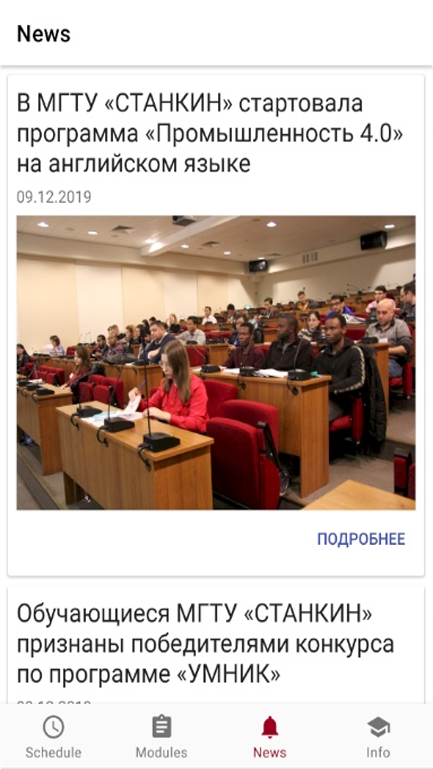 News
В МГТУ «СТАНКИН» стартовала
программа «Промышленность 4.0»
на английском языке
09.12.2019
ПОДРОБНЕЕ
Обучающиеся МГТУ «СТАНКИН»
признаны победителями конкурса
по программе «УМНИК»
Schedule
Modules
News
Info